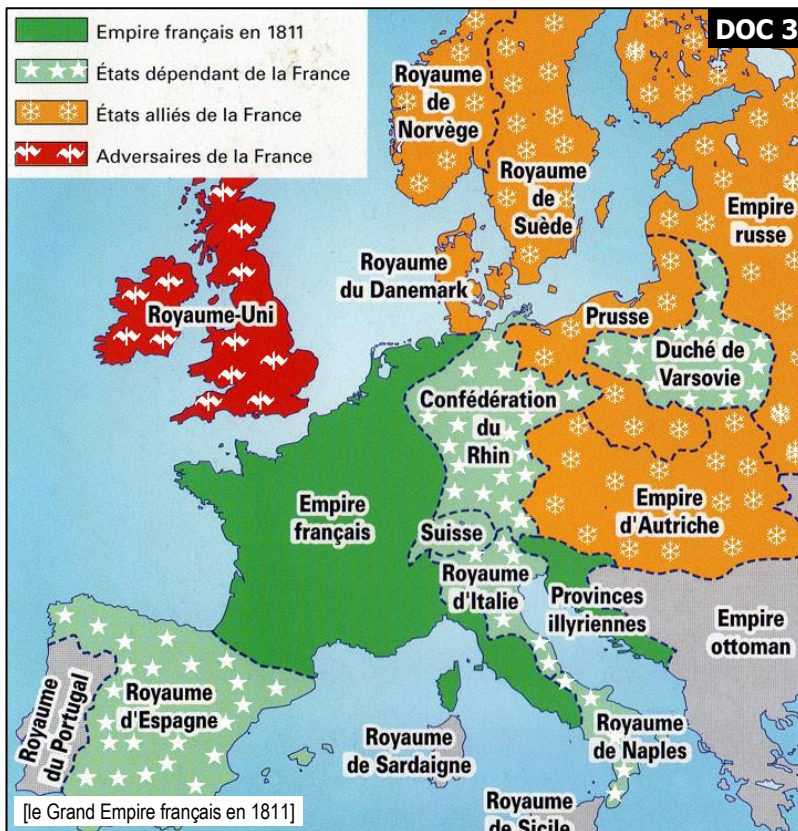 DOC 3
Empire français en 1811
États dépendant de la France
États alliés de la France
Adversaires de la France
Royaume
de
Norvège
Royaume
de
Suède
Empire
russe
Royaume
du Danemark
Royaume-Uni
Prusse
Duché de
Varsovie
Confédération
du
Rhin
Empire
français
Suisse
Empire
d'Autriche
Royaume
d'Italie
Provinces
illyriennes
Empire
ottoman
Royaume
du Portugal
Royaume
d'Espagne
Royaume
de Sardaigne
Royaume
de Naples
Royaume
de Sicile
[le Grand Empire français en 1811]